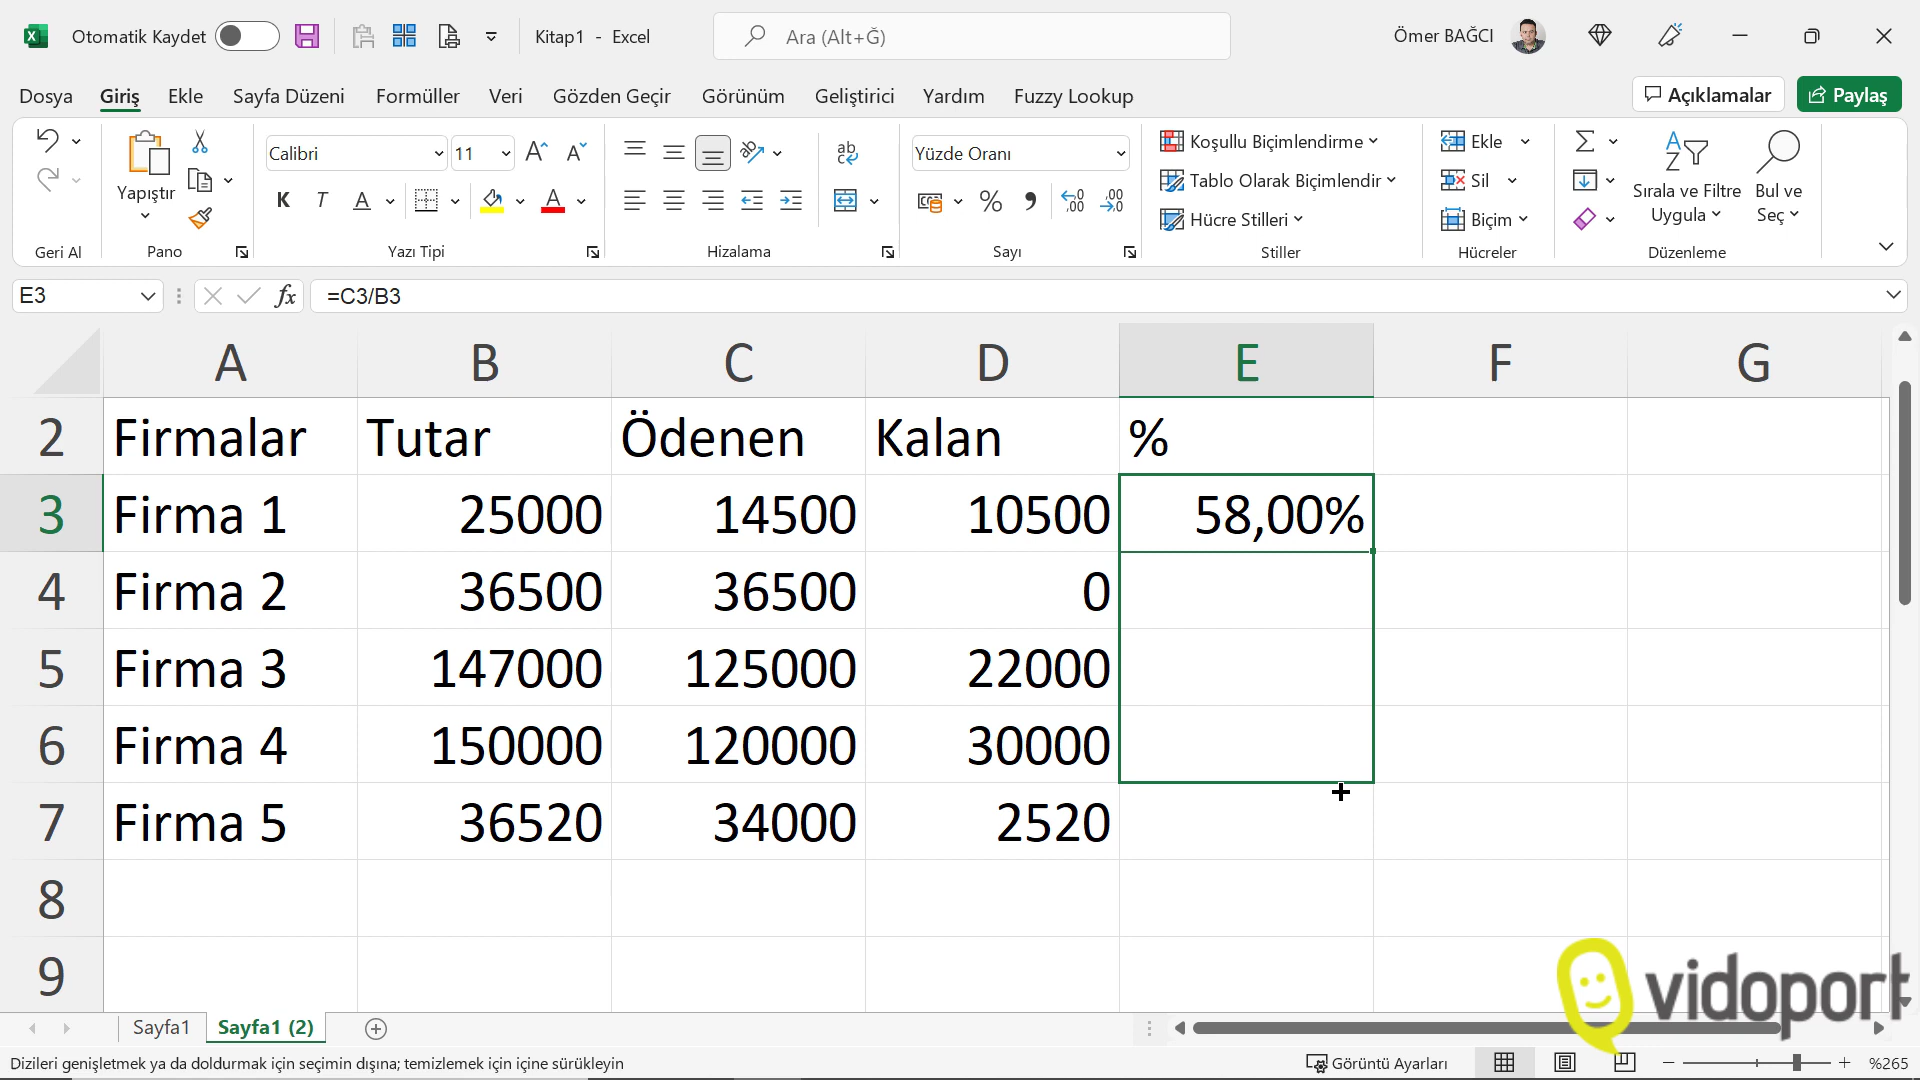 Otomatik Kaydet
Kitap1 - Excel
Ara (Alt+Ğ)
Ömer BAĞCI
Dosya Giriş Ekle Sayfa Düzeni Formüller Veri Gözden Geçir Görünüm Geliştirici Yardım Fuzzy Lookup
Açıklamalar
Paylaş
Yapıştır
Calibri
11
K T A A
ab
Yüzde Oranı
%
Koşullu Biçimlendirme
Tablo Olarak Biçimlendir
Hücre Stilleri
Ekle
Sil
Biçim
Sırala ve Filtre
Uygula
Bul ve
Seç
Geri Al Pano Yazı Tipi Hizalama Sayı Stiller Hücreler Düzenleme
E3
fx
=C3/B3
A B C D E F G
2 Firmalar Tutar Ödenen Kalan %
3 Firma 1 25000 14500 10500 58,00%
4 Firma 2 36500 36500 0
5 Firma 3 147000 125000 22000
6 Firma 4 150000 120000 30000
7 Firma 5 36520 34000 2520
8
9
vidoport
Sayfa1
Sayfa1 (2)
Dizileri genişletmek ya da doldurmak için seçimin dışına; temizlemek için içine sürükleyin
Görüntü Ayarları
%265